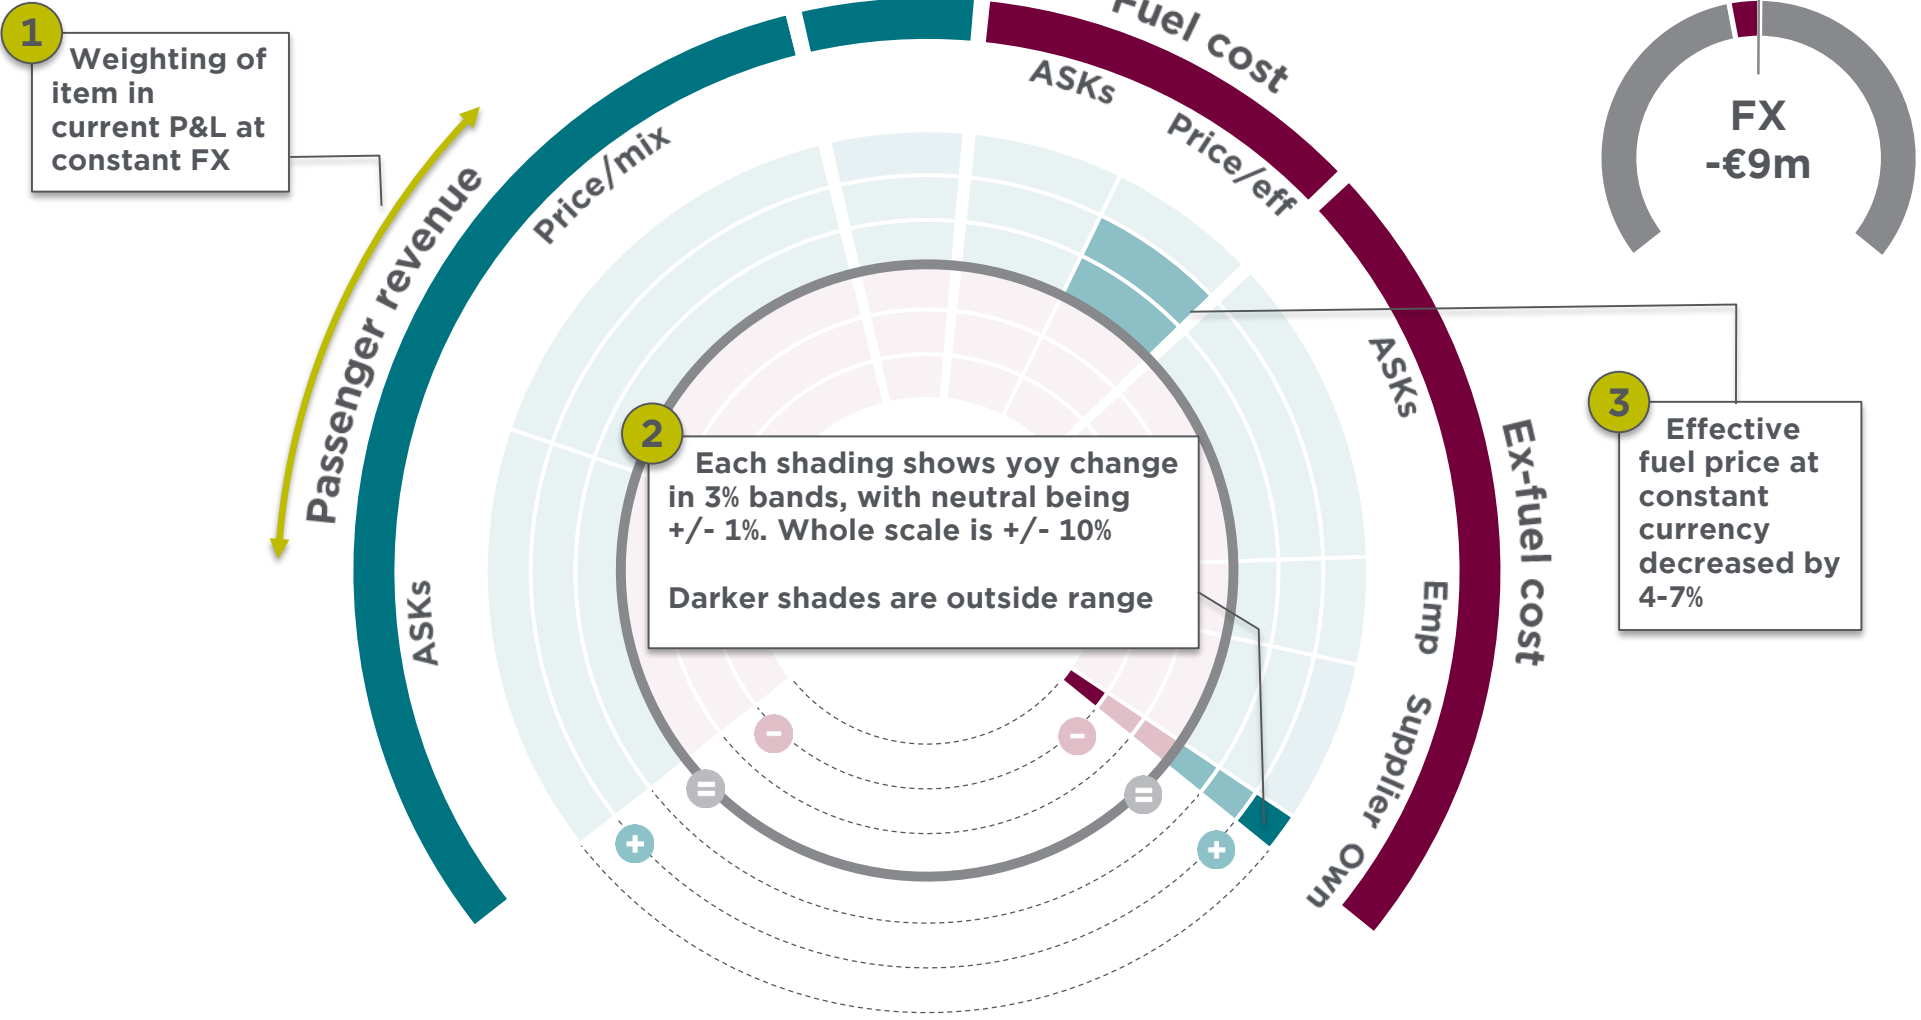 1
Weighting of
item in
current P&L at
constant FX
Passenger revenue
Price/mix
ASKs
Fuel cost
ASKs
Price/eff
FX
-€9m
2
Each shading shows yoy change
in 3% bands, with neutral being
+/- 1%. Whole scale is +/- 10%
Darker shades are outside range
3
Effective
fuel price at
constant
currency
decreased by
4-7%
Ex-fuel cost
ASKs
Emp
Supplier
Own
-
-
=
=
+
+